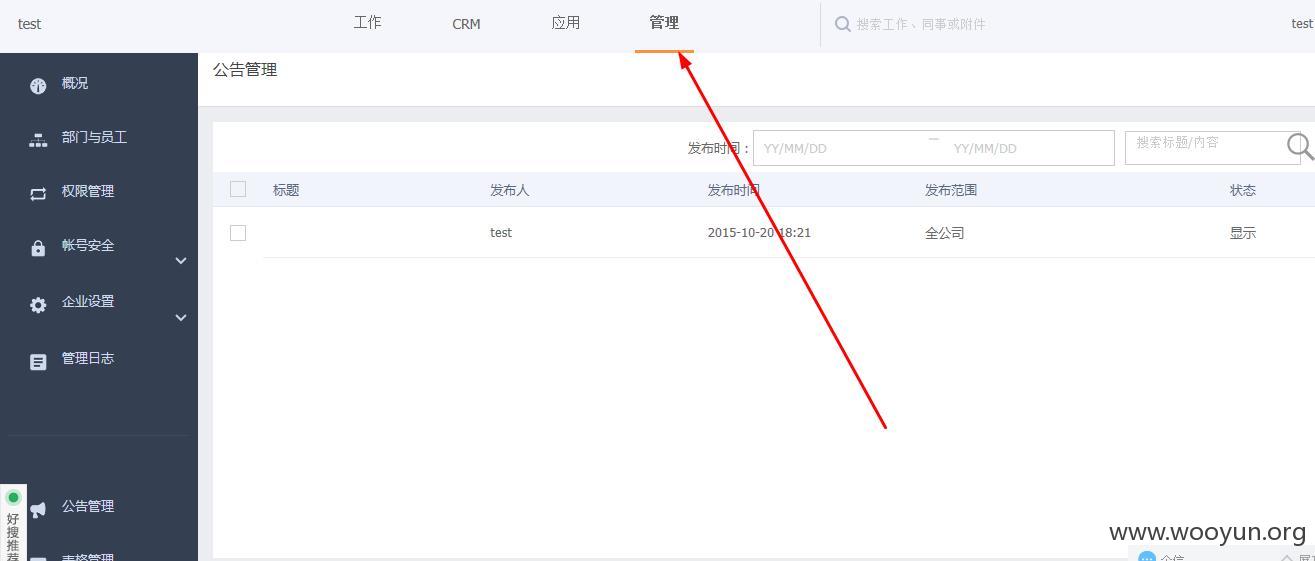 test
工作
CRM
应用
管理
搜索工作、同事或附件
test
概况
部门与员工
权限管理
帐号安全
企业设置
管理日志
公告管理
表格管理
好搜推荐
公告管理
发布时间：
YY/MM/DD
—
YY/MM/DD
搜索标题/内容
标题
发布人
发布时间
发布范围
状态
test
2015-10-20 18:21
全公司
显示
www.wooyun.org
企信